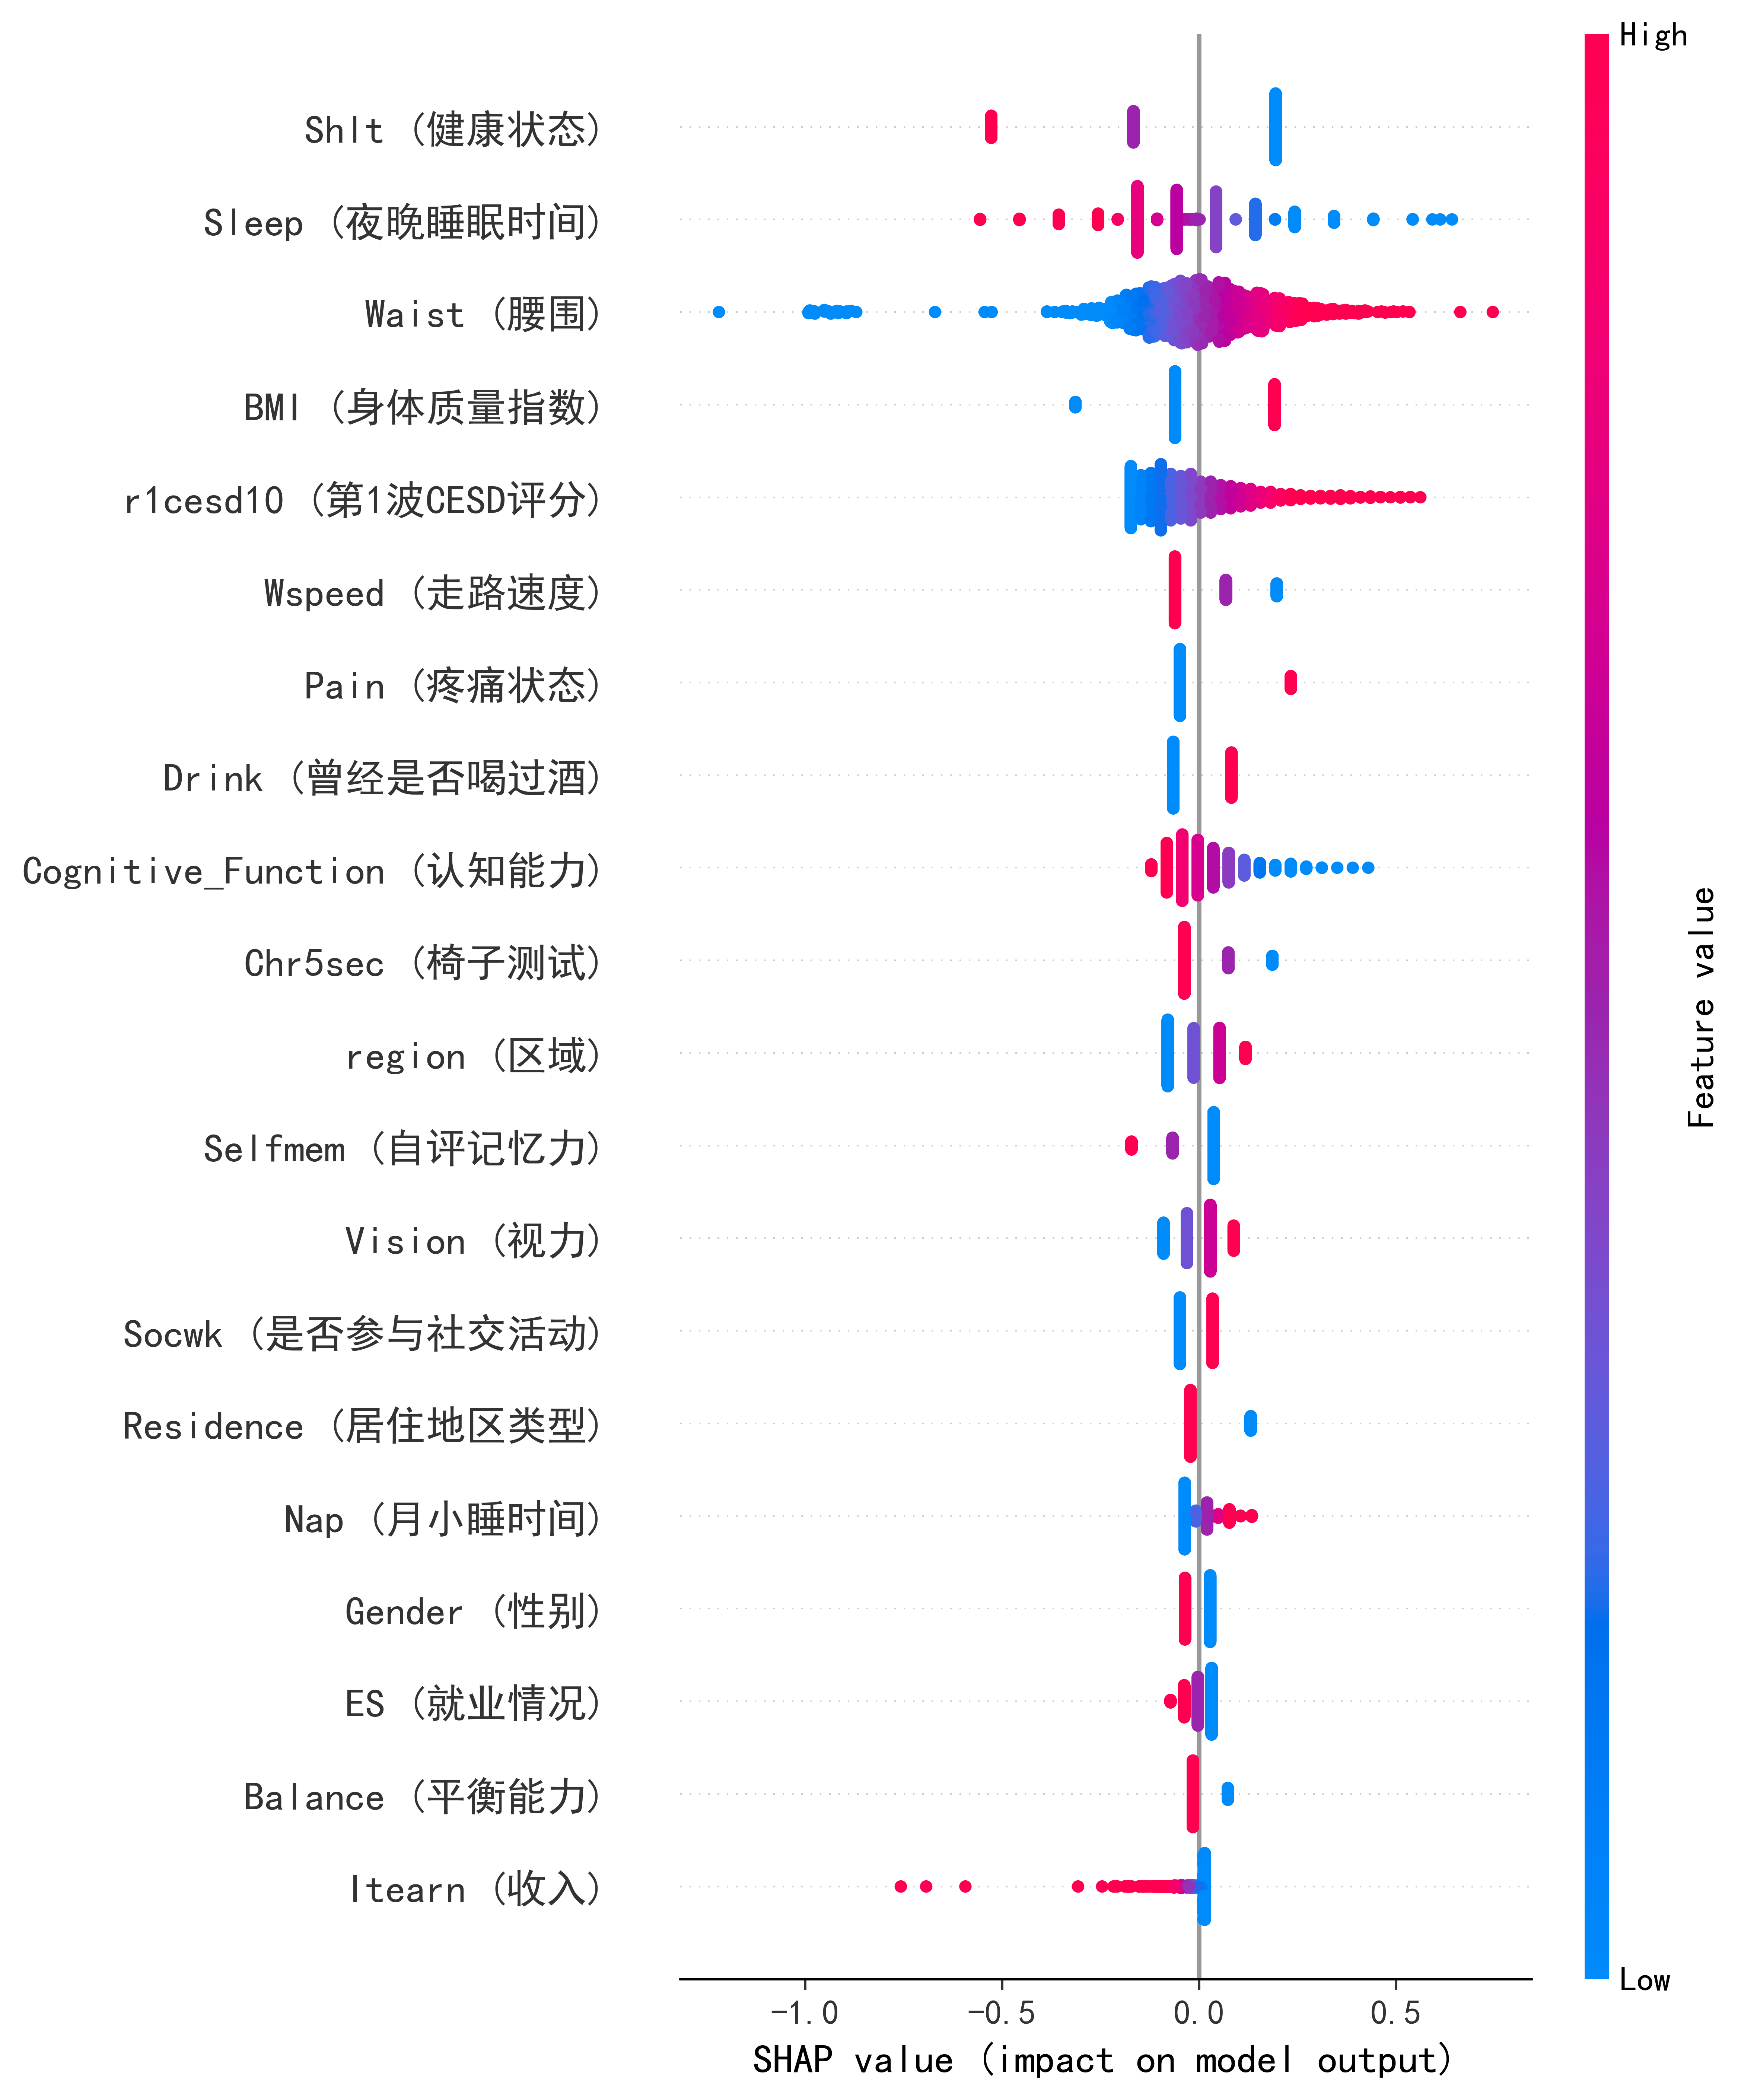 High
Shlt (健康状态)
Sleep (夜晚睡眠时间)
Waist (腰围)
BMI (身体质量指数)
r1cesd10 (第1波CESD评分)
Wspeed (走路速度)
Pain (疼痛状态)
Drink (曾经是否喝过酒)
Cognitive_Function (认知能力)
Chr5sec (椅子测试)
region (区域)
Selfmem (自评记忆力)
Vision (视力)
Socwk (是否参与社交活动)
Residence (居住地区类型)
Nap (月小睡时间)
Gender (性别)
ES (就业情况)
Balance (平衡能力)
Itearn (收入)
Feature value
Low
−1.0 −0.5 0.0 0.5
SHAP value (impact on model output)